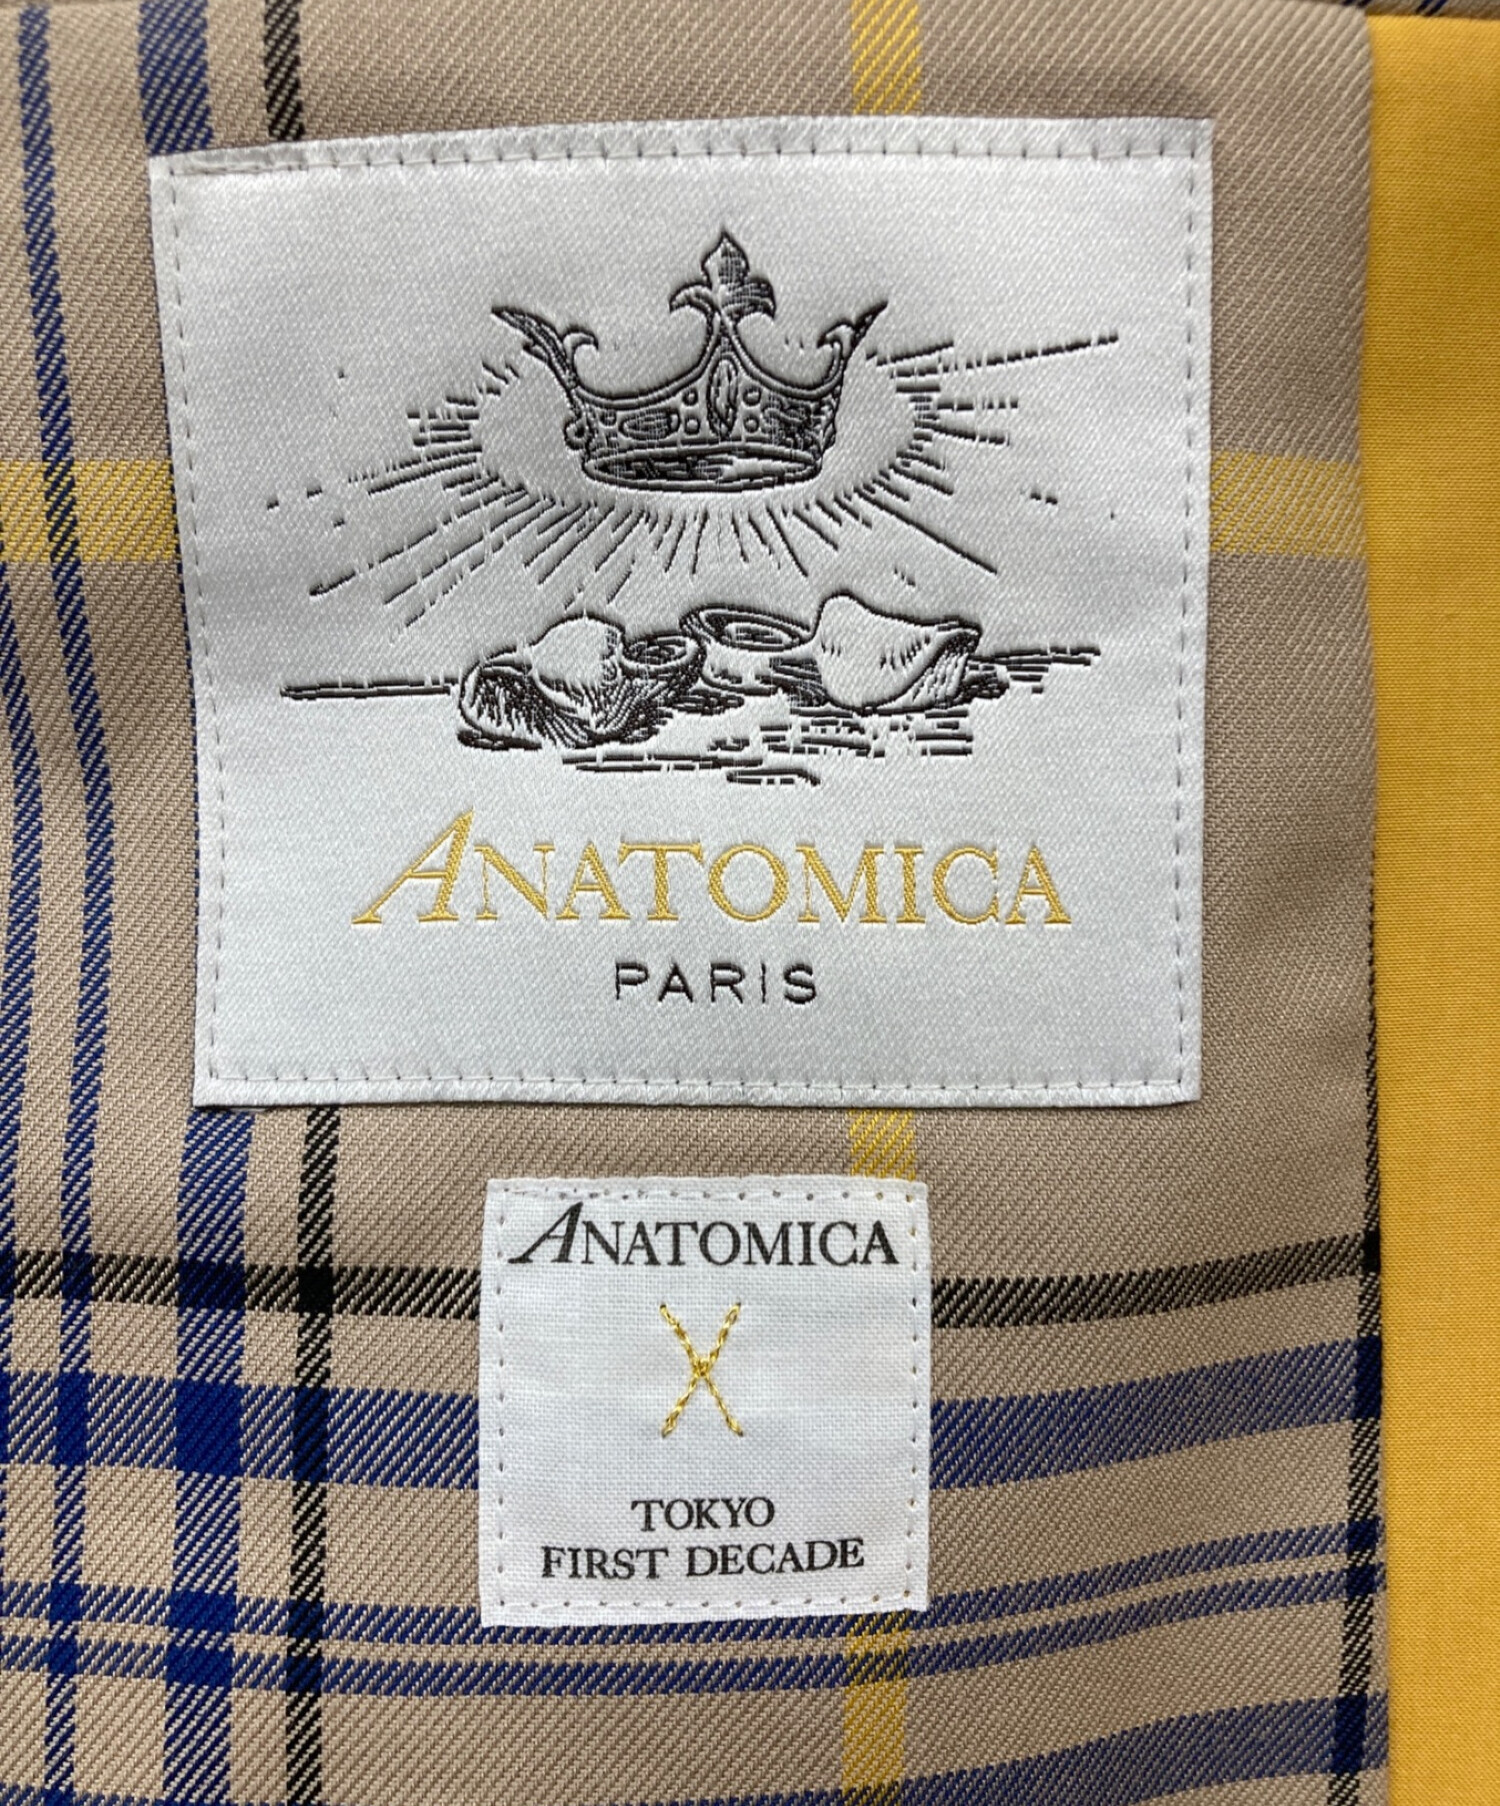 ANATOMICA
PARIS
ANATOMICA
X
TOKYO
FIRST DECADE